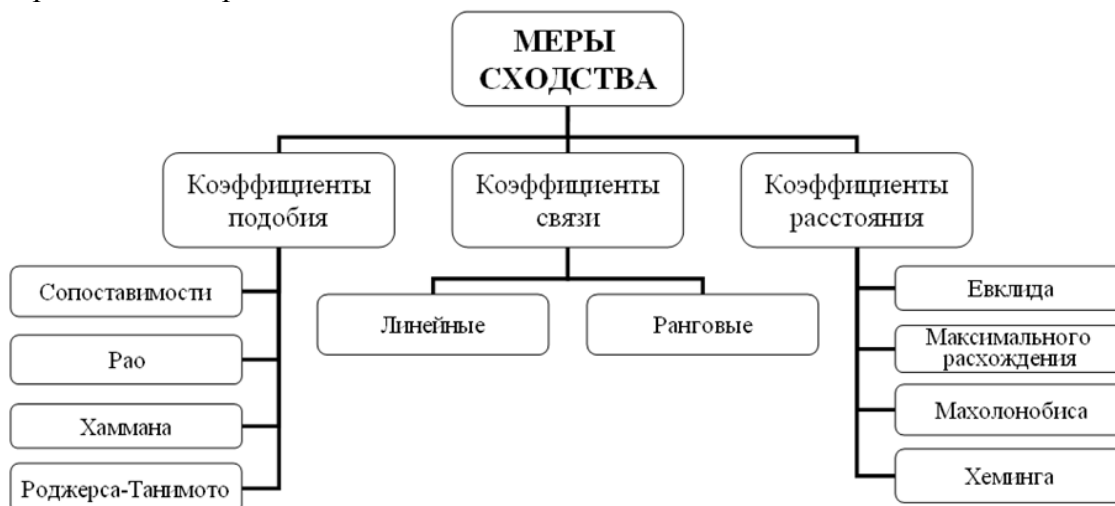 МЕРЫ
СХОДСТВА
Коэффициенты
подобия
Коэффициенты
связи
Коэффициенты
расстояния
Сопоставимости
Рао
Хаммана
Роджерса-Танимото
Линейные
Ранговые
Евклида
Максимального
расхождения
Махолонобиса
Хеминга